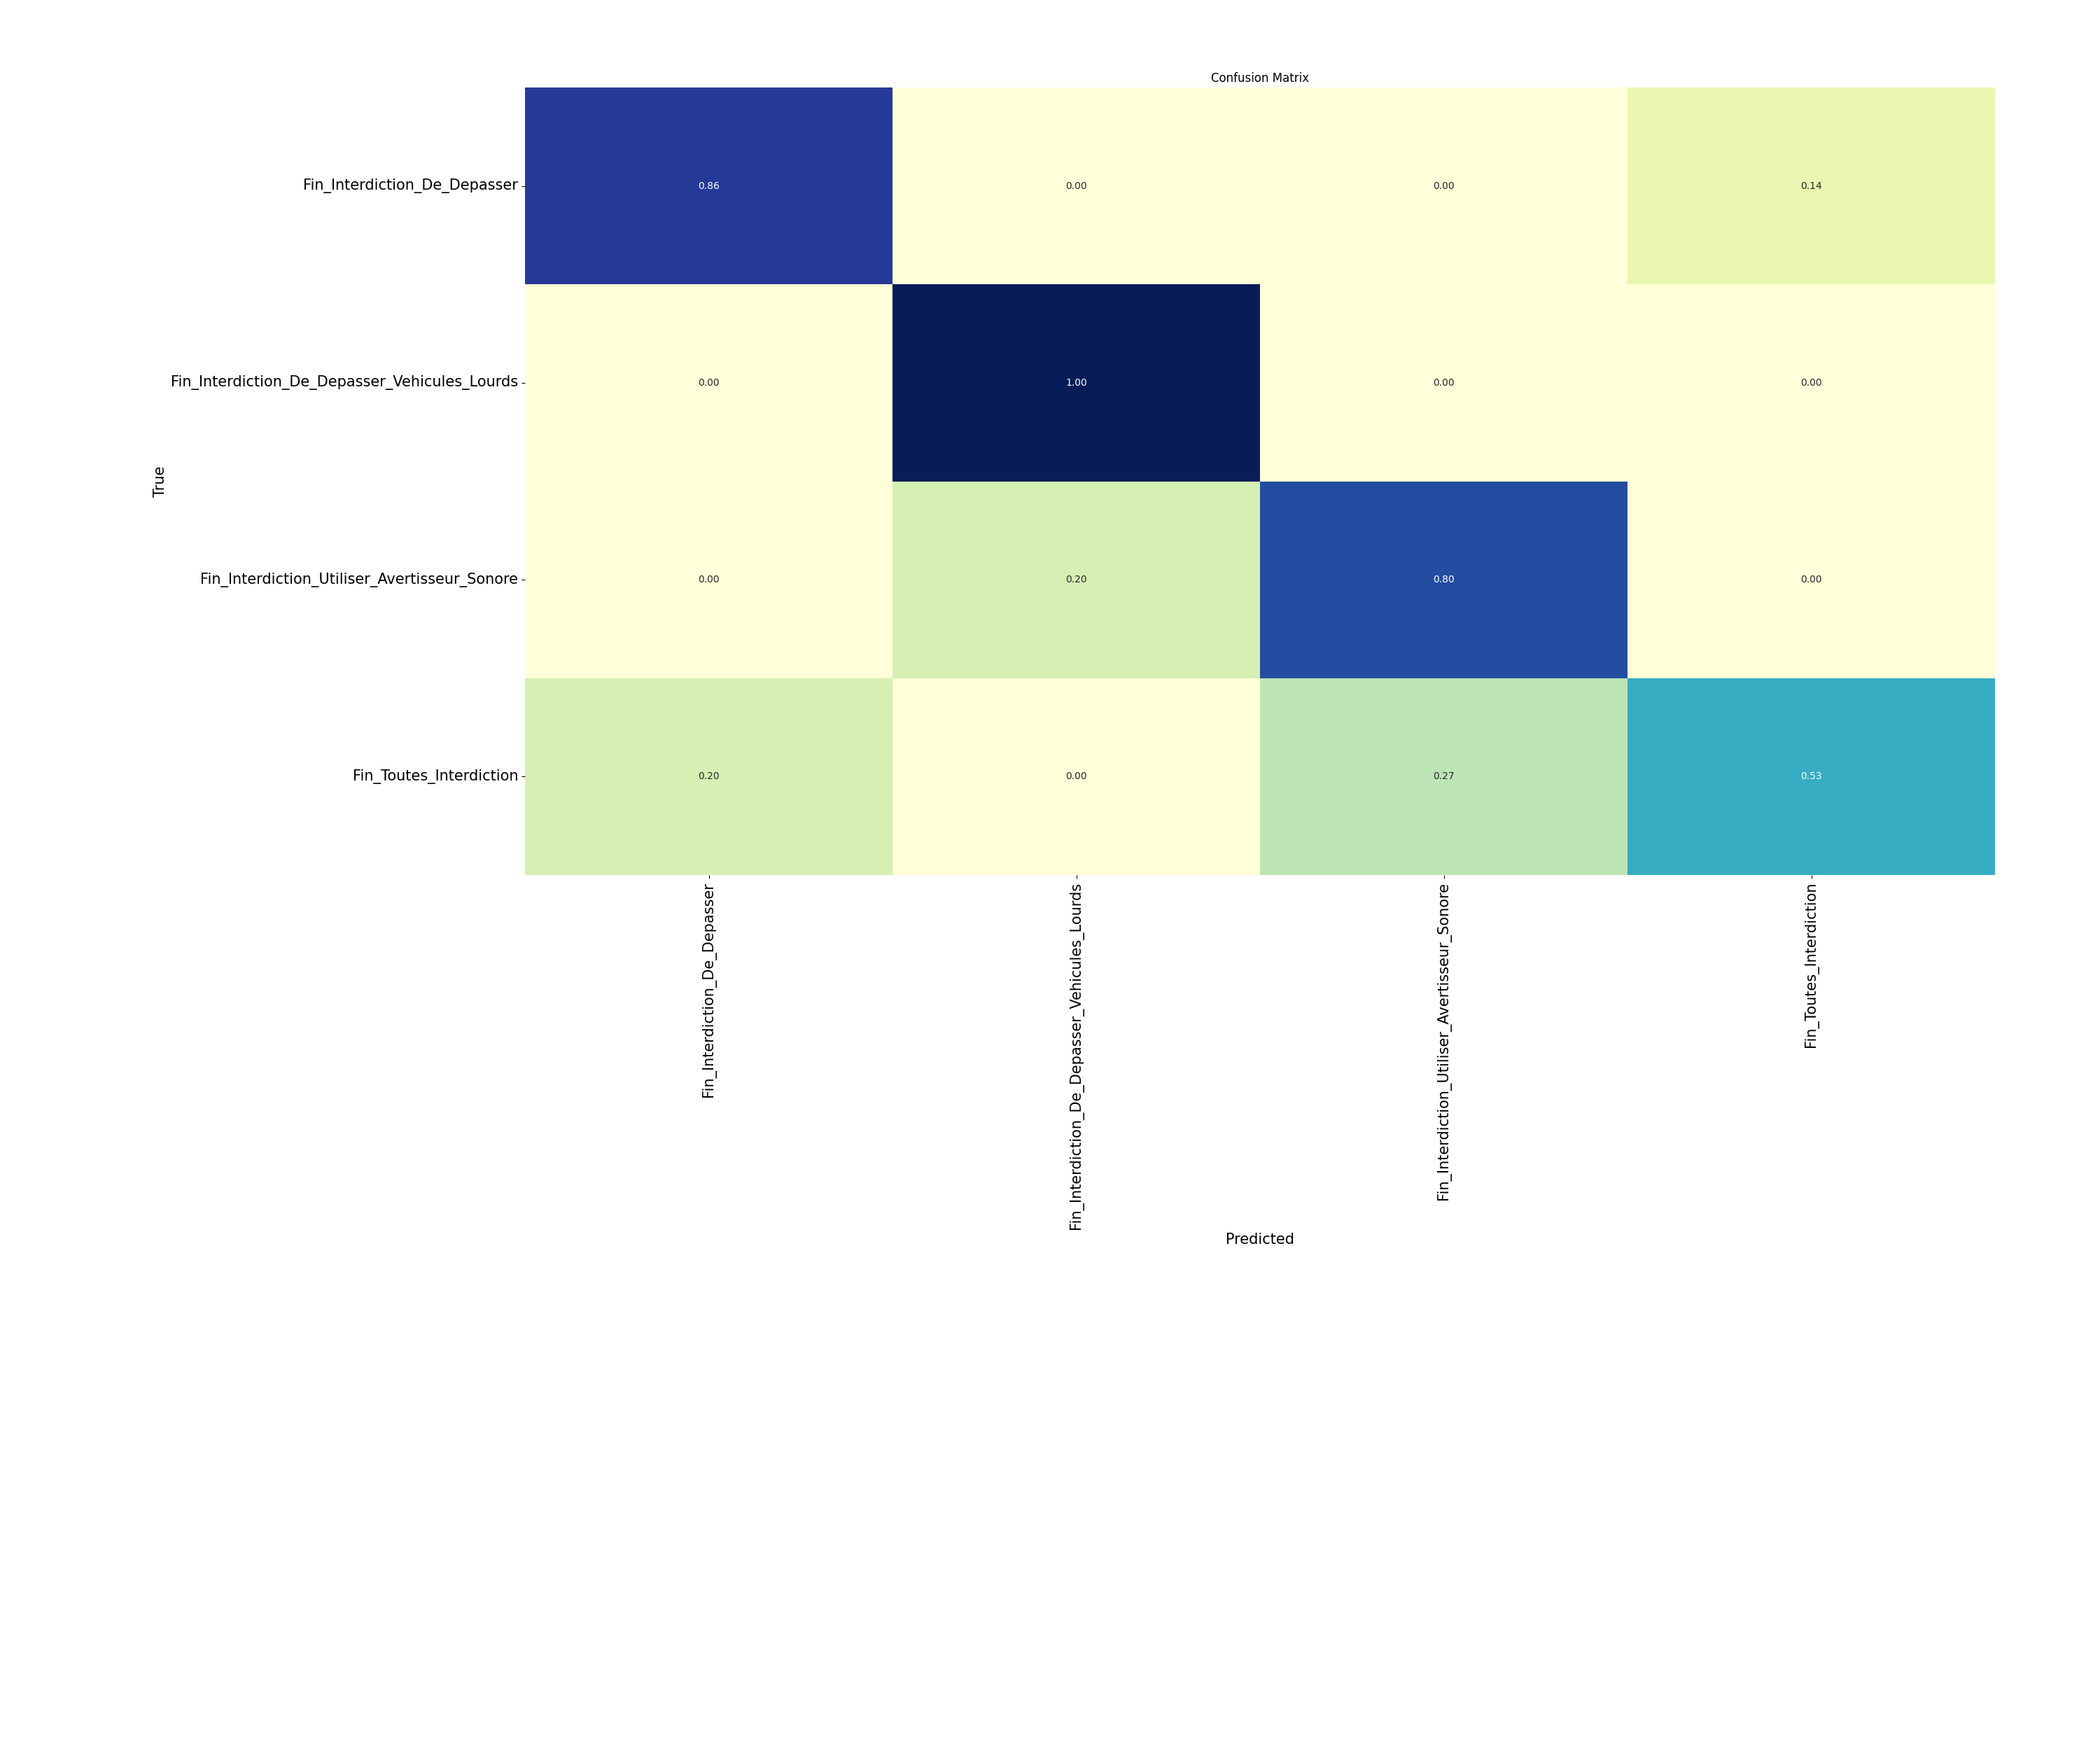 Confusion Matrix
Fin_Interdiction_De_Depasser
0.86
0.00
0.00
0.14
Fin_Interdiction_De_Depasser_Vehicules_Lourds
0.00
1.00
0.00
0.00
True
Fin_Interdiction_Utiliser_Avertisseur_Sonore
0.00
0.20
0.80
0.00
Fin_Toutes_Interdiction
0.20
0.00
0.27
0.53
Fin_Interdiction_De_Depasser
Fin_Interdiction_De_Depasser_Vehicules_Lourds
Fin_Interdiction_Utiliser_Avertisseur_Sonore
Fin_Toutes_Interdiction
Predicted